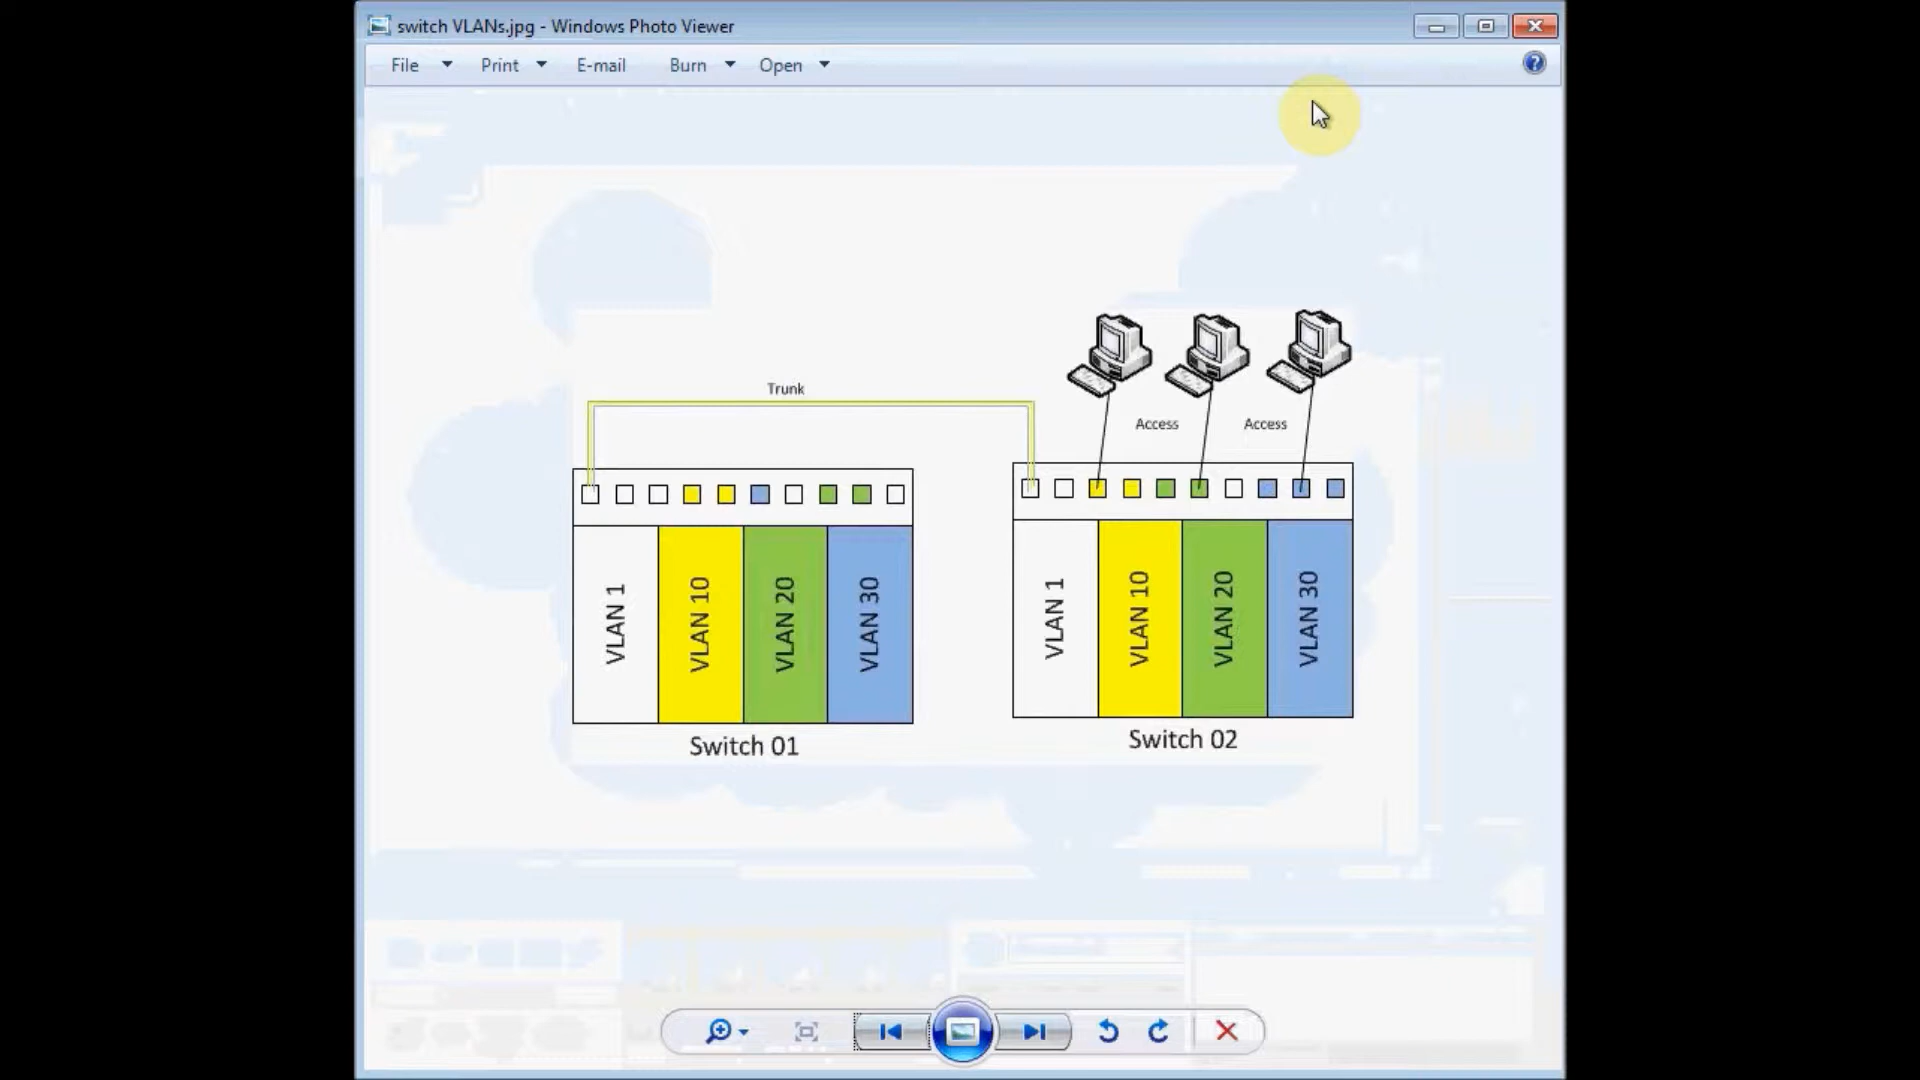 switch VLANs.jpg - Windows Photo Viewer
File Print E-mail Burn Open
Trunk
Access Access
VLAN 1 VLAN 10 VLAN 20 VLAN 30
VLAN 1 VLAN 10 VLAN 20 VLAN 30
Switch 01
Switch 02